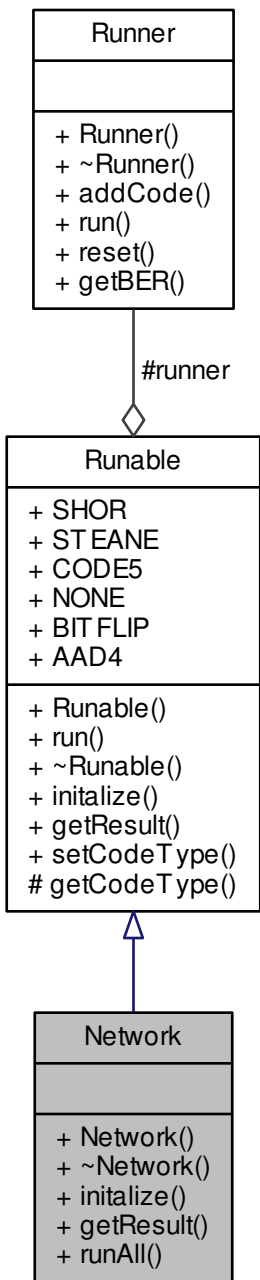 Runner
+ Runner()
+ ~Runner()
+ addCode()
+ run()
+ reset()
+ getBER()
#runner
Runable
+ SHOR
+ STEANE
+ CODE5
+ NONE
+ BITFLIP
+ AAD4
+ Runable()
+ run()
+ ~Runable()
+ initalize()
+ getResult()
+ setCodeType()
# getCodeType()
Network
+ Network()
+ ~Network()
+ initalize()
+ getResult()
+ runAll()